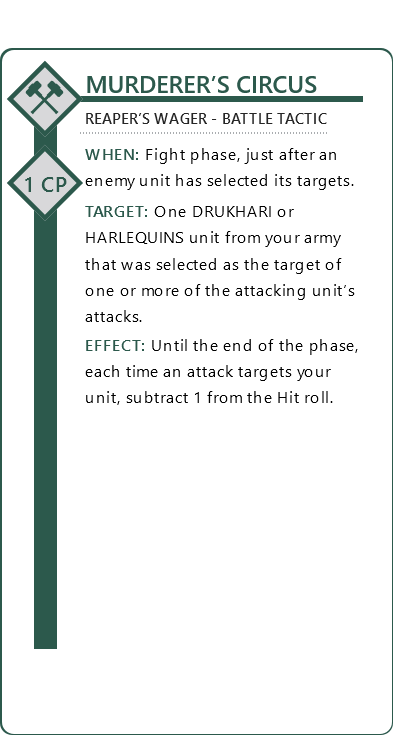 MURDERER’S CIRCUS
REAPER’S WAGER - BATTLE TACTIC
WHEN: Fight phase, just after an
1 CP
enemy unit has selected its targets.
TARGET: One DRUKHARI or
HARLEQUINS unit from your army
that was selected as the target of
one or more of the attacking unit’s
attacks.
EFFECT: Until the end of the phase,
each time an attack targets your
unit, subtract 1 from the Hit roll.